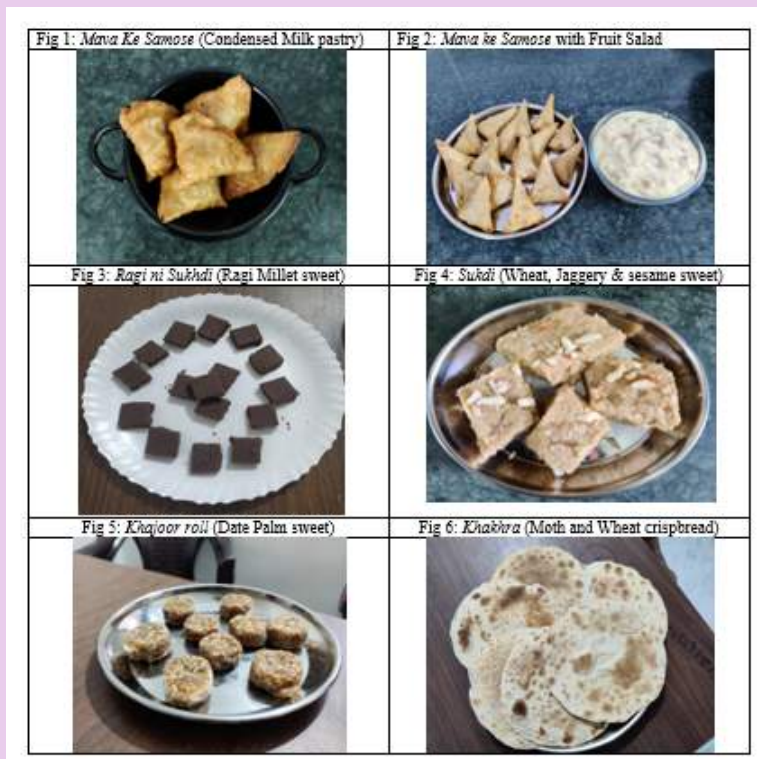 Fig 1: Mava Ke Samose (Condensed Milk pastry)
Fig 2: Mava ke Samose with Fruit Salad
Fig 3: Ragi ni Sukhdi (Ragi Millet sweet)
Fig 4: Sukdi (Wheat, Jaggery & sesame sweet)
Fig 5: Khajoor roll (Date Palm sweet)
Fig 6: Khakhra (Moth and Wheat crispbread)